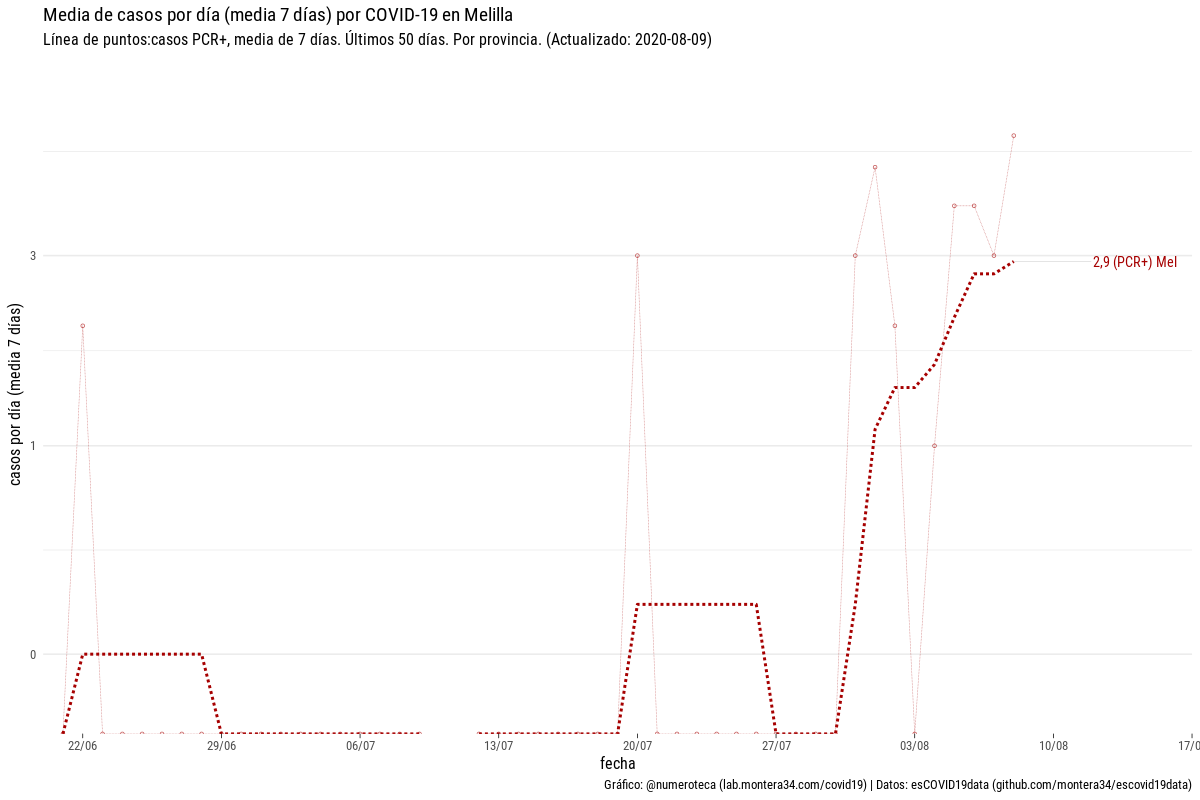 Media de casos por día (media 7 días) por COVID-19 en Melilla
Línea de puntos:casos PCR+, media de 7 días. Últimos 50 días. Por provincia. (Actualizado: 2020-08-09)
casos por día (media 7 días)
3
1
0
2,9 (PCR+) Mel
22/06 29/06 06/07 13/07 20/07 27/07 03/08 10/08 17/0
fecha
Gráfico: @numeroteca (lab.montera34.com/covid19) | Datos: esCOVID19data (github.com/montera34/escovid19data)